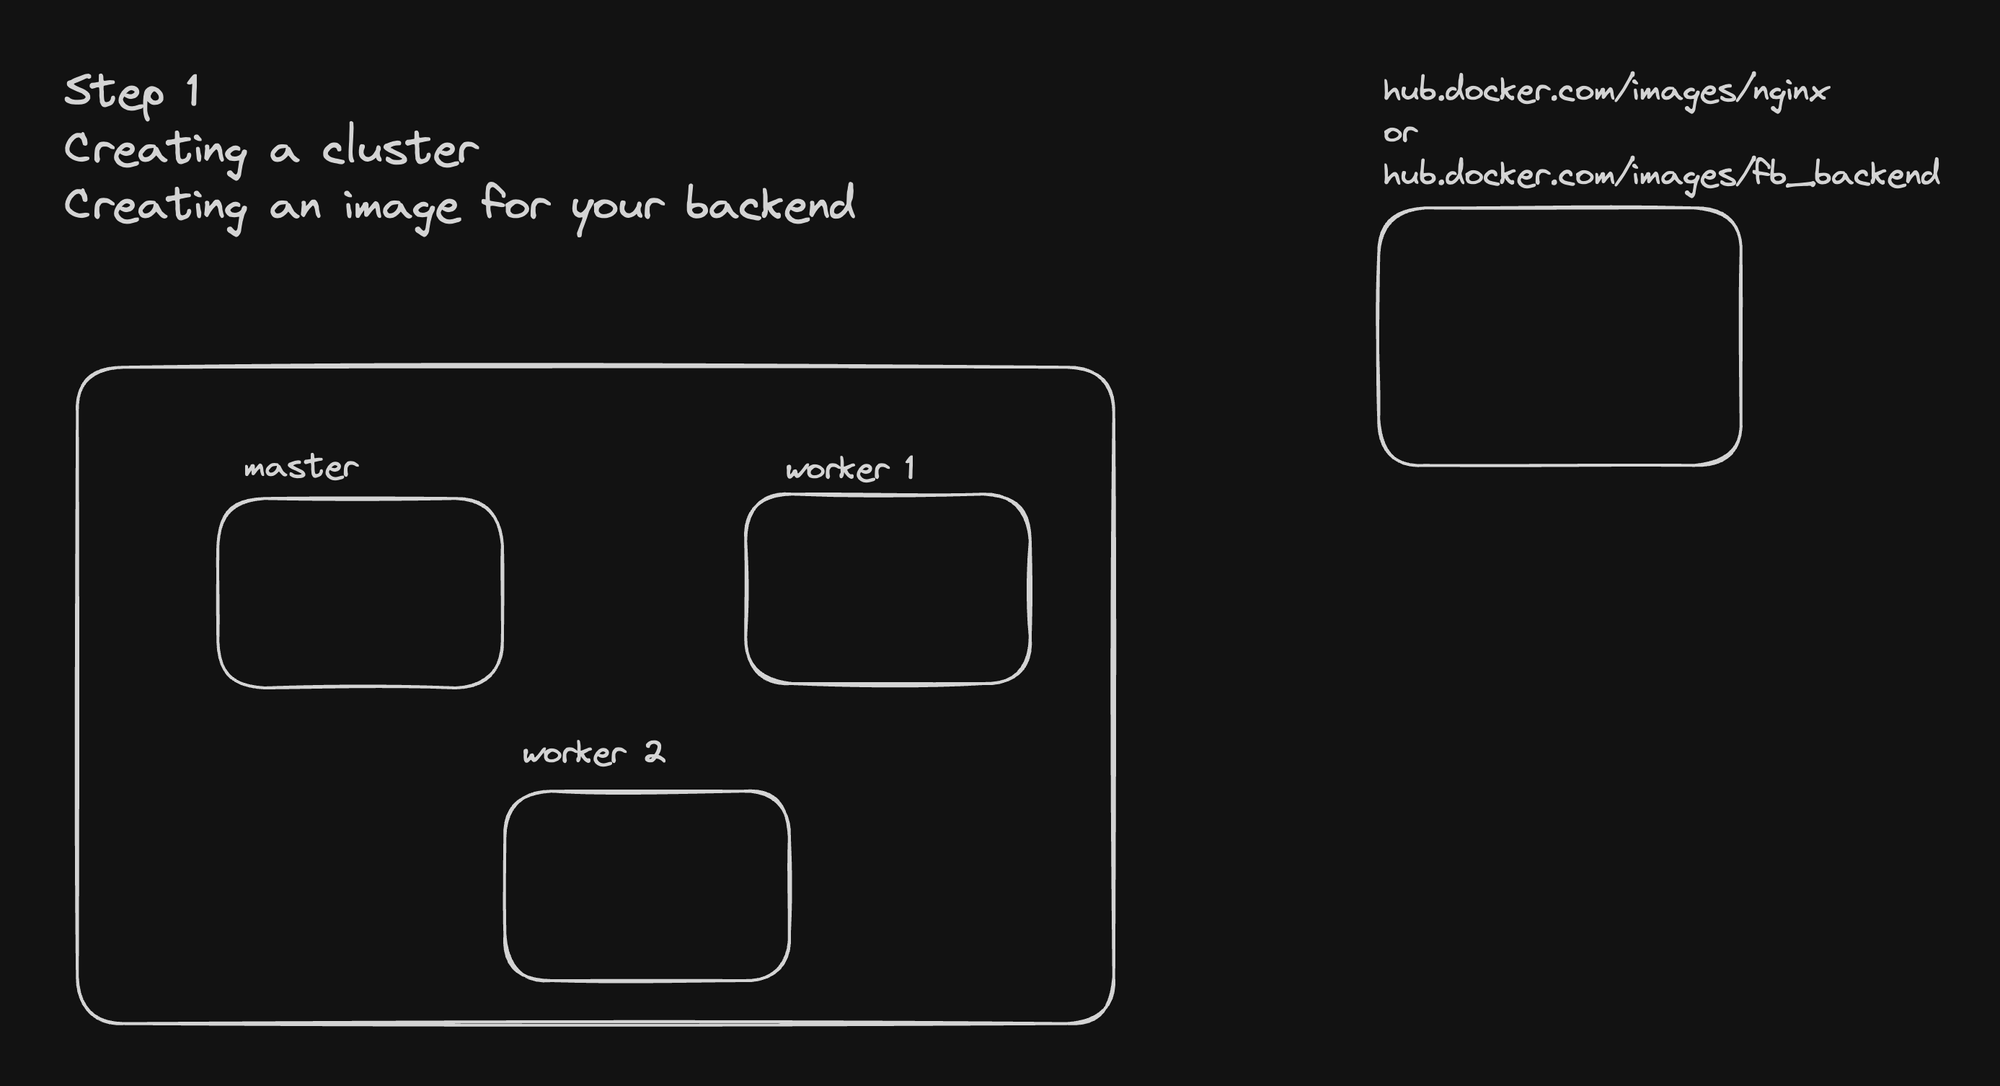 Step 1
Creating a cluster
Creating an image for your backend
hub.docker.com/images/nginx
or
hub.docker.com/images/fb_backend
master
worker 1
worker 2